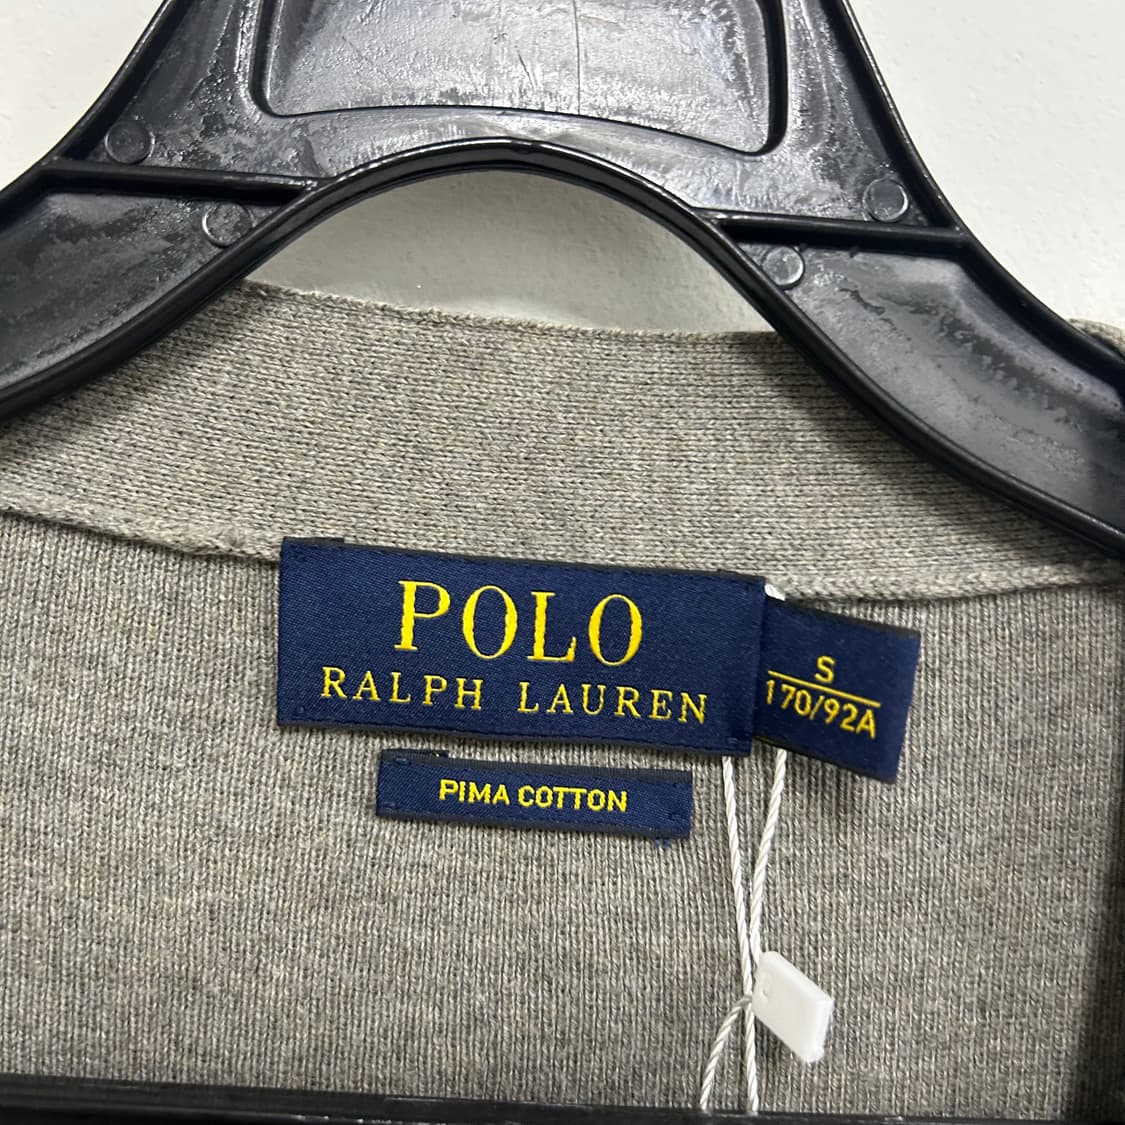 POLO
RALPH LAUREN
S
170/92A
PIMA COTTON